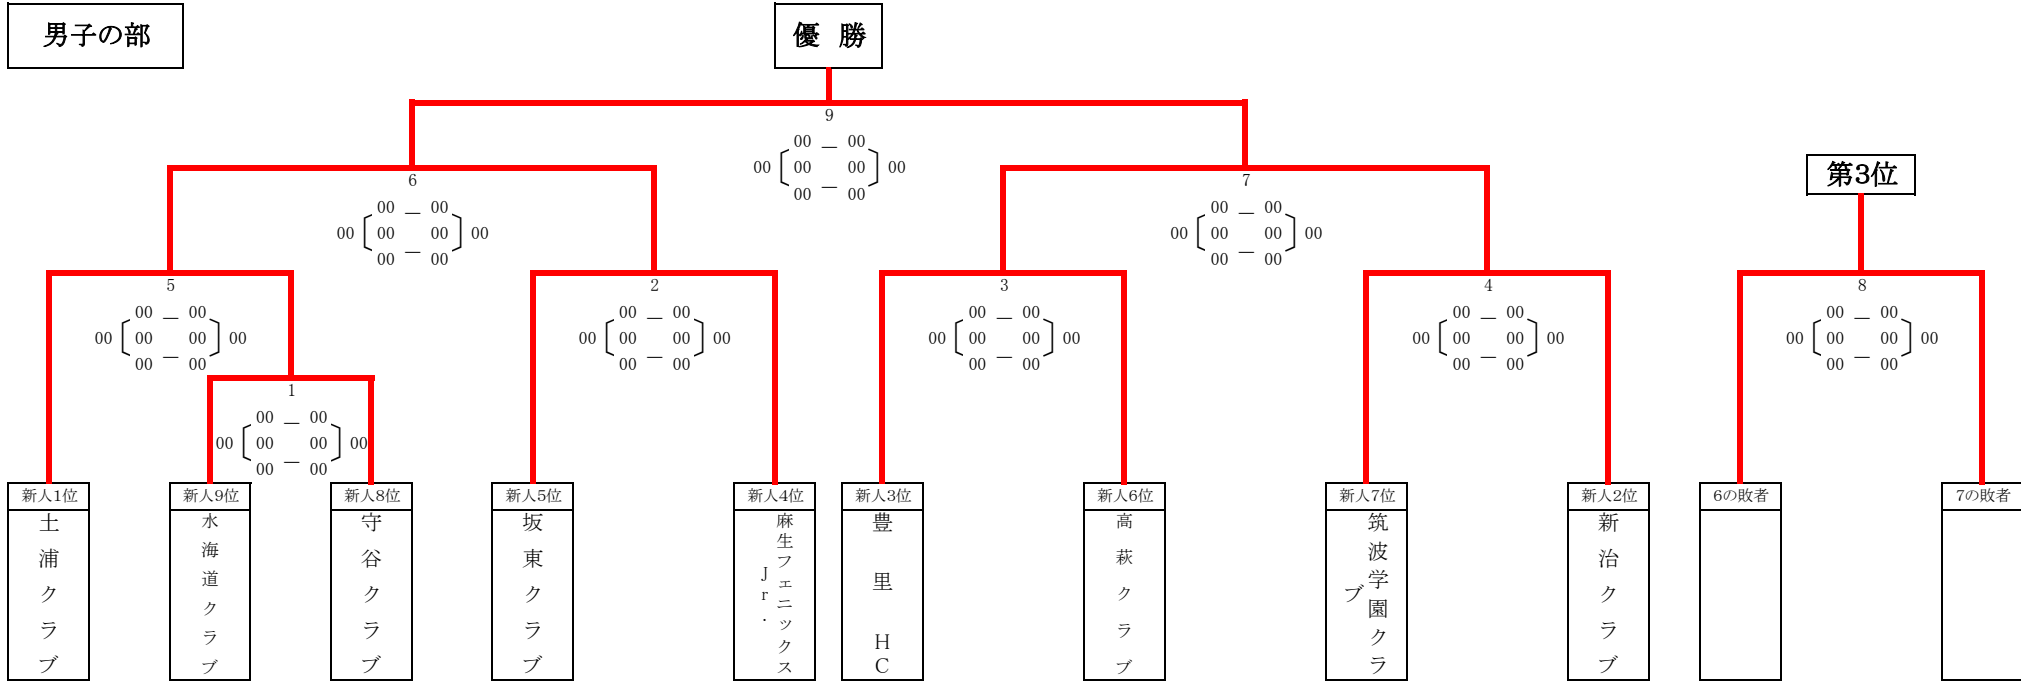 男子の部
優 勝
9
00 － 00
00 00 00 00
00 － 00
第3位
6
00 － 00
00 00 00 00
00 － 00
7
00 － 00
00 00 00 00
00 － 00
5
00 － 00
00 00 00 00
00 － 00
2
00 － 00
00 00 00 00
00 － 00
3
00 － 00
00 00 00 00
00 － 00
4
00 － 00
00 00 00 00
00 － 00
8
00 － 00
00 00 00 00
00 － 00
1
00 － 00
00 00 00 00
00 － 00
新人1位
土浦クラブ
新人9位
水海道クラブ
新人8位
守谷クラブ
新人5位
坂東クラブ
新人4位
麻生フェニックス
Jr.
新人3位
豊里HC
新人6位
高萩クラブ
新人7位
筑波学園クラ
ブ
新人2位
新治クラブ
6の敗者
7の敗者